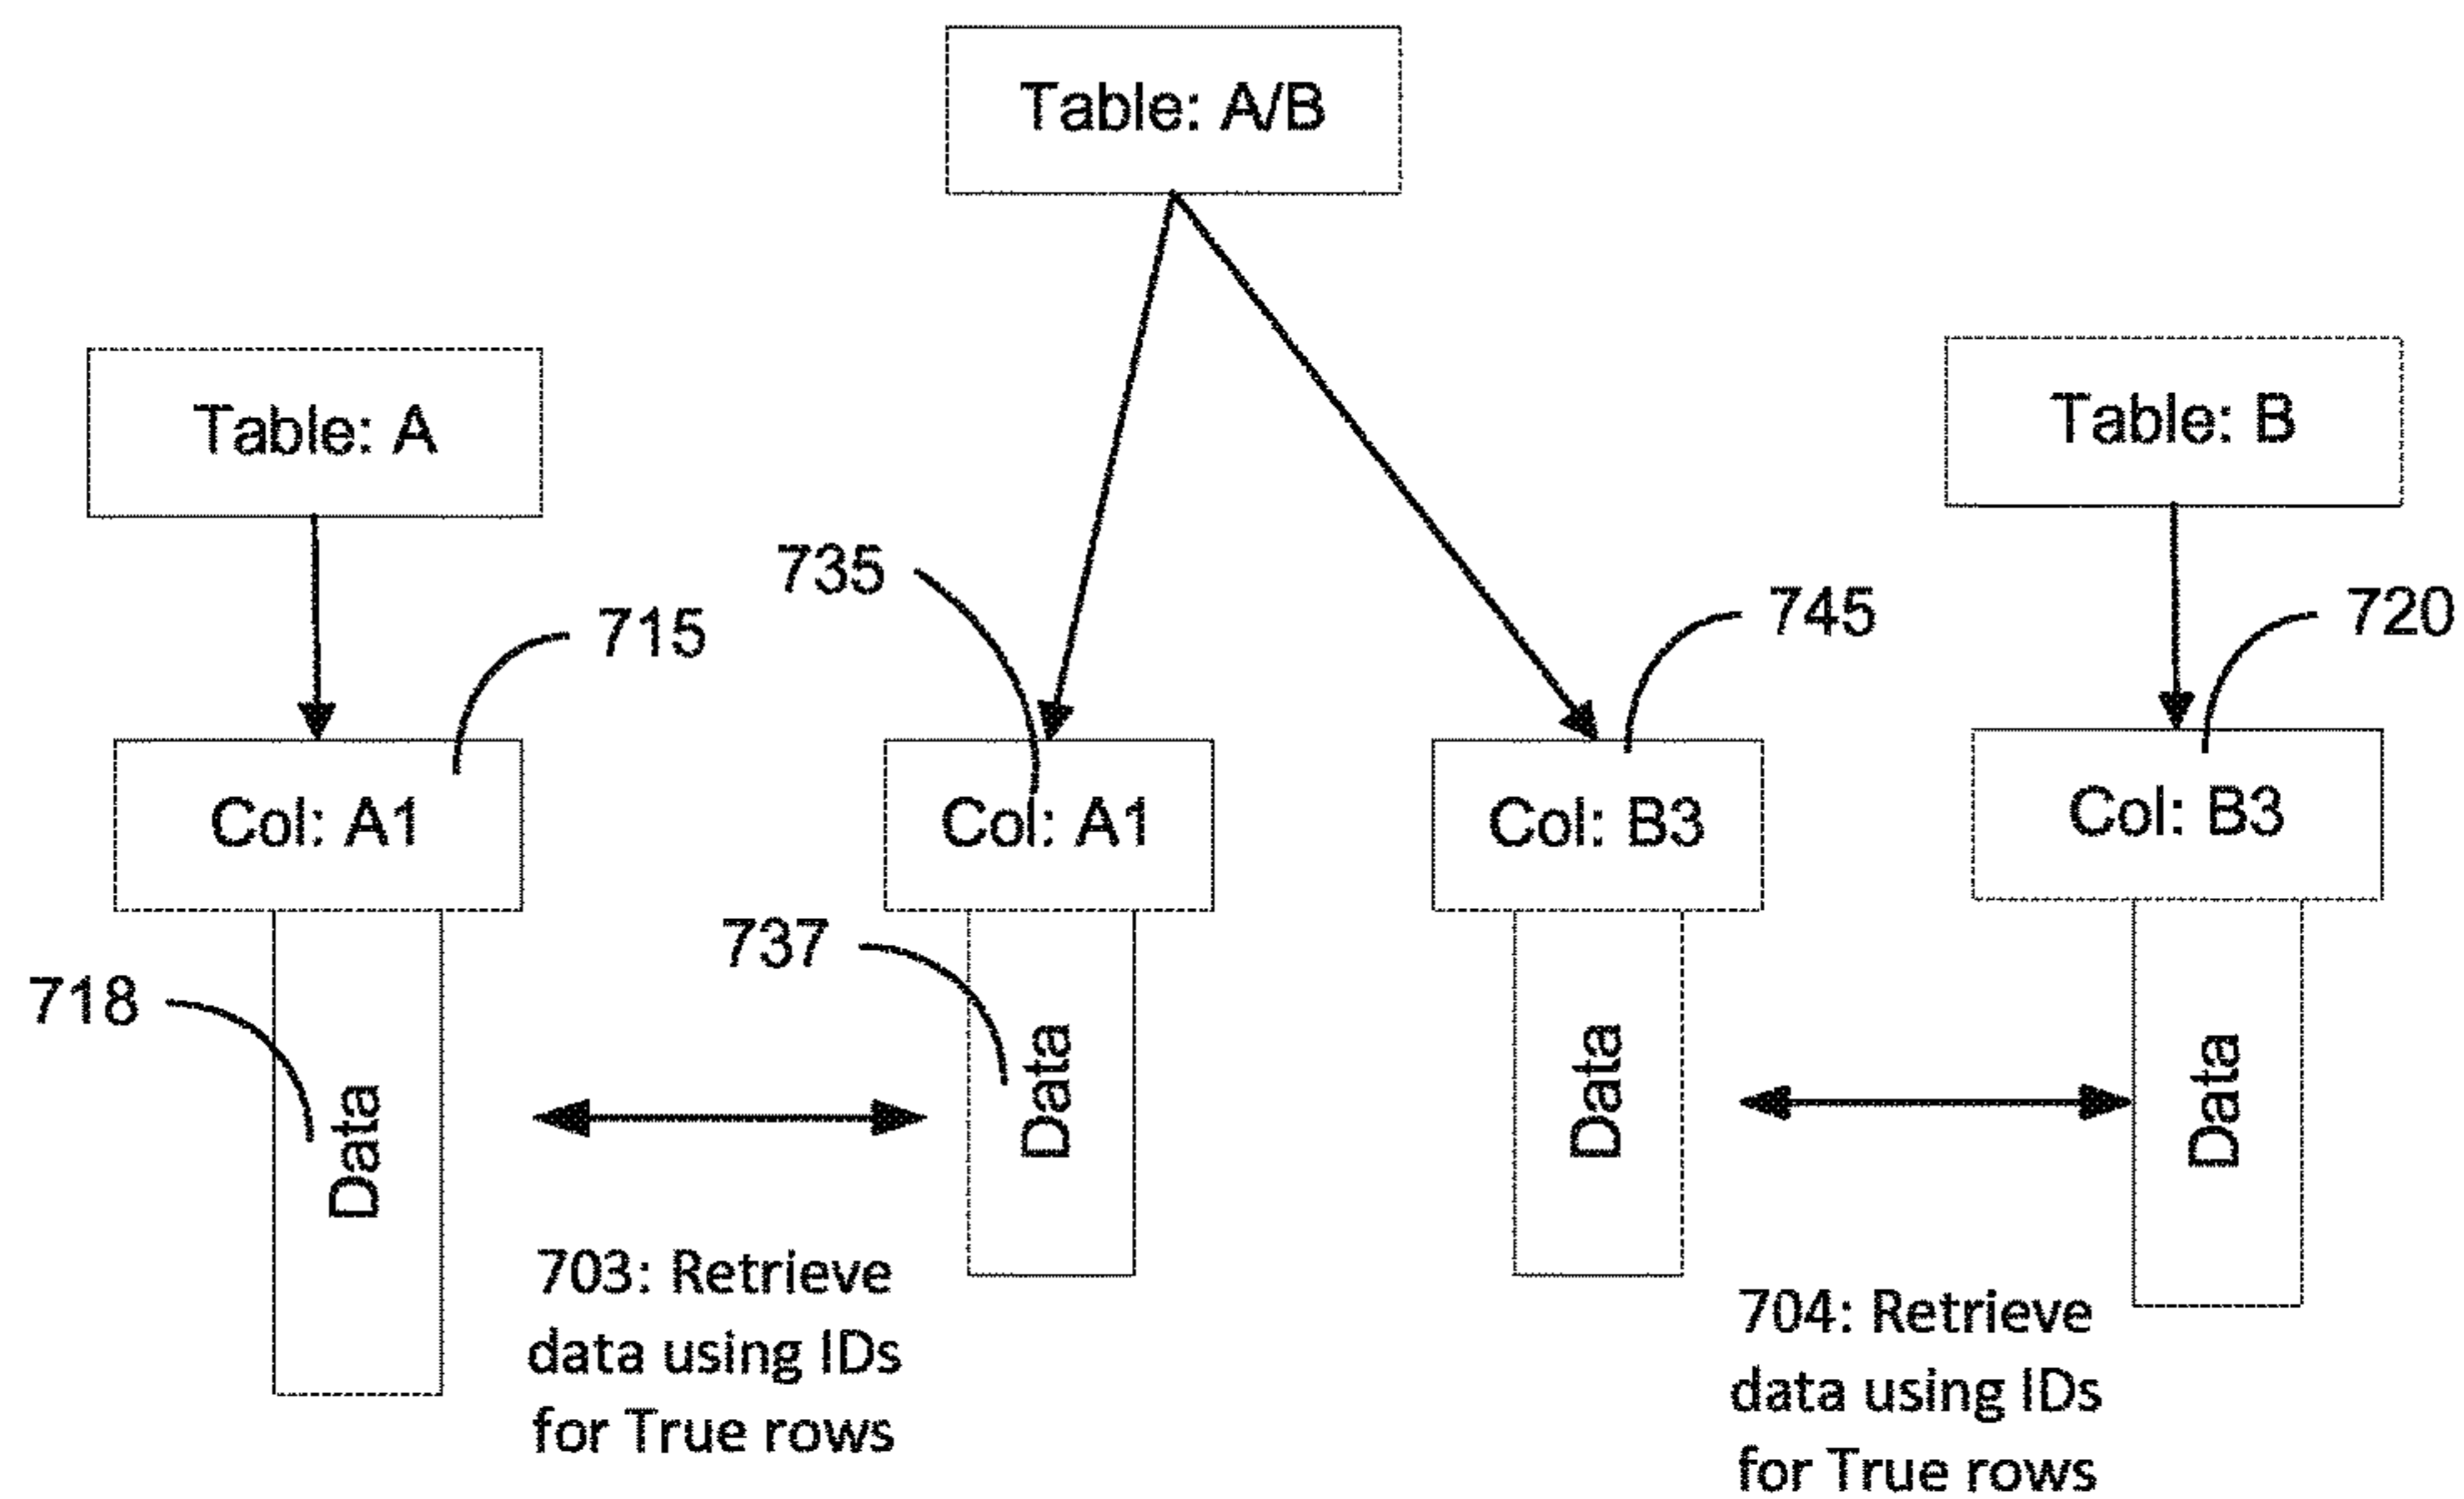 Table: A/B
Table: A
Table: B
735
715
745
720
Col: A1
Col: A1
Col: B3
Col: B3
718
737
Data
Data
Data
Data
703: Retrieve
data using IDs
for True rows
704: Retrieve
data using IDs
for True rows